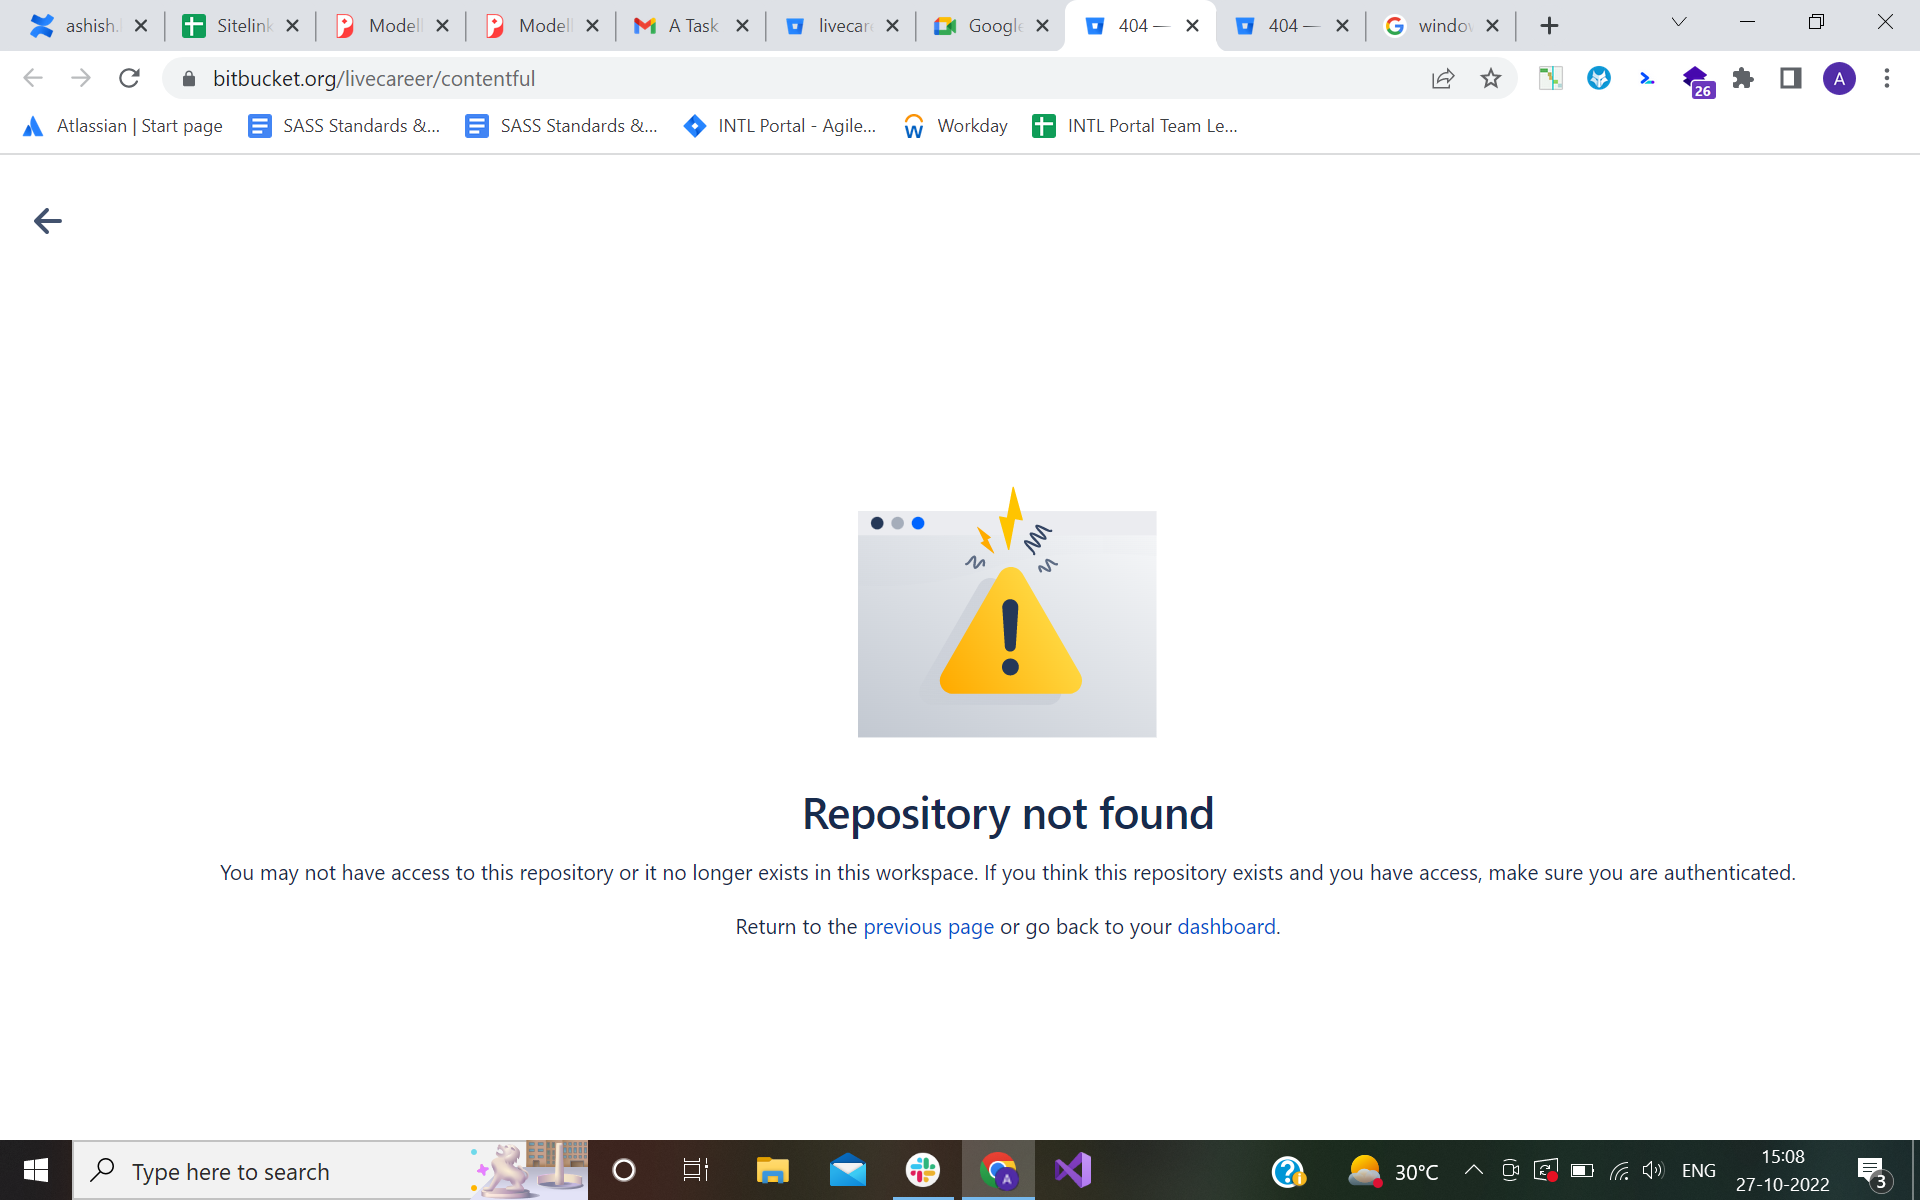 ashish.
Sitelink
Modell
Modell
A Task
livecare
Google
404 —
404 —
window
bitbucket.org/livecareer/contentful
26
A
Atlassian | Start page
SASS Standards &...
SASS Standards &...
INTL Portal - Agile...
Workday
INTL Portal Team Le...
Repository not found
You may not have access to this repository or it no longer exists in this workspace. If you think this repository exists and you have access, make sure you are authenticated.
Return to the previous page or go back to your dashboard.
Type here to search
A
30°C
ENG
15:08
27-10-2022
3